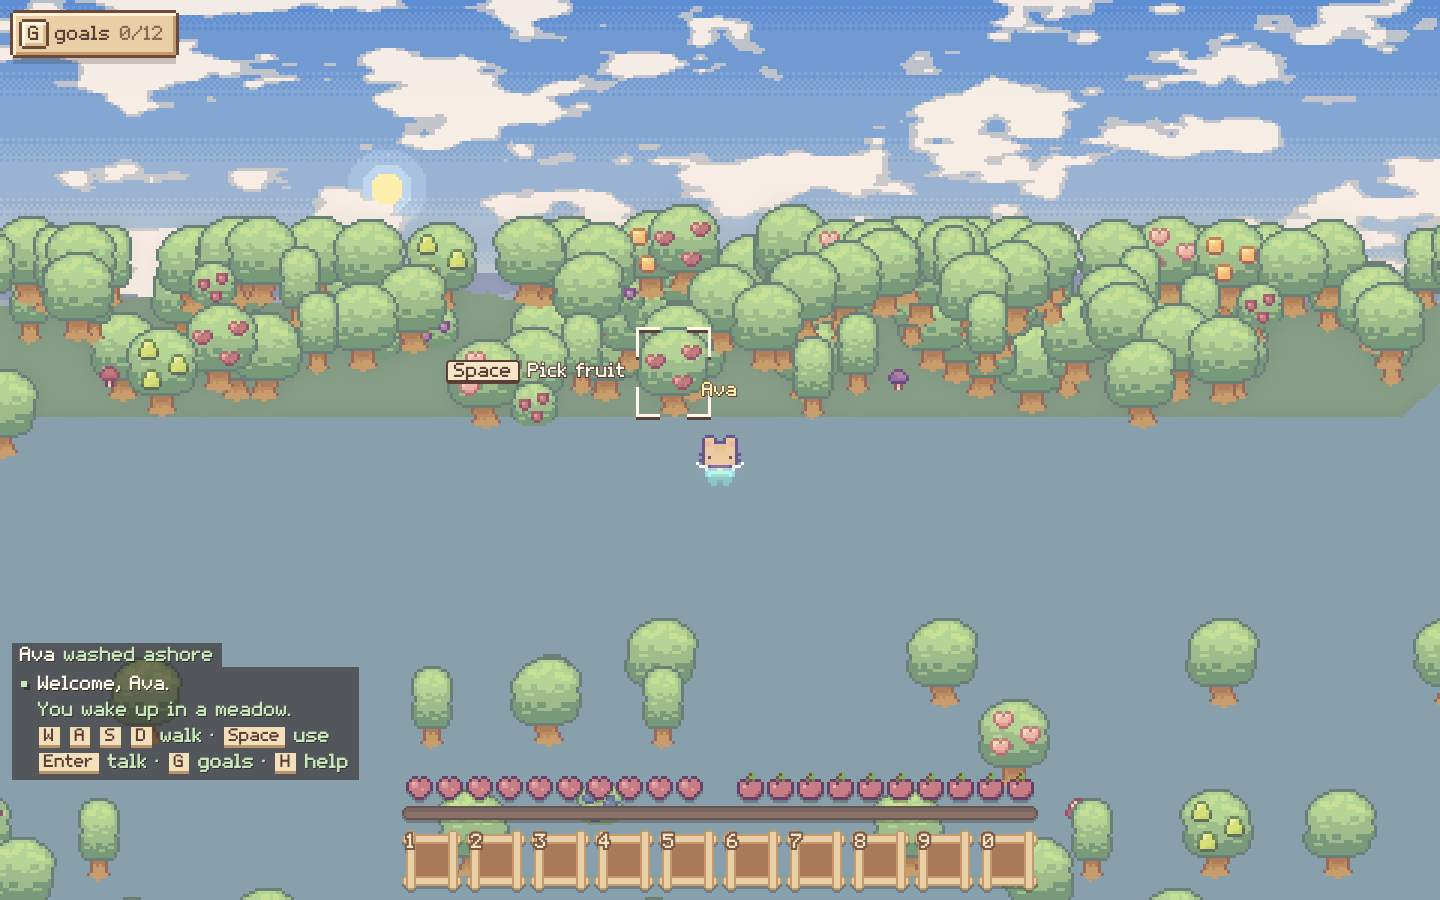 G goals 0/12
Space Pick fruit
Ava
Ava washed ashore
Welcome, Ava.
You wake up in a meadow.
W A S D walk · Space use
Enter talk · G goals · H help
1 2 3 4 5 6 7 8 9 0